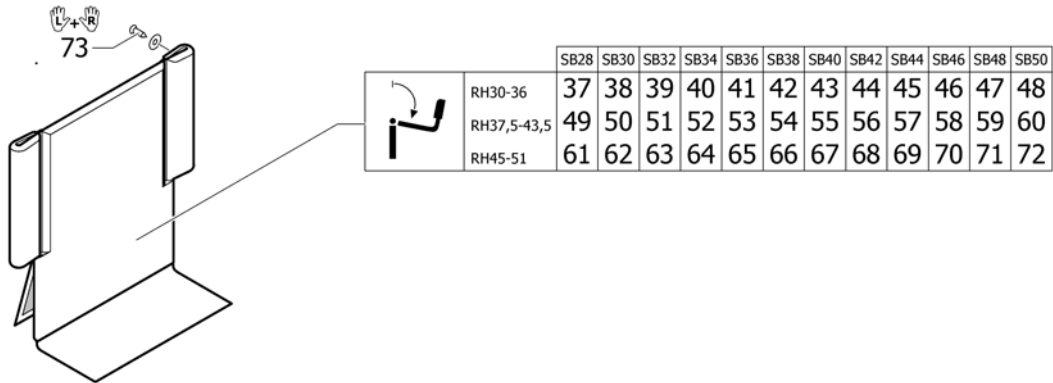 L + R
73
SB28 SB30 SB32 SB34 SB36 SB38 SB40 SB42 SB44 SB46 SB48 SB50
RH30-36 37 38 39 40 41 42 43 44 45 46 47 48
RH37,5-43,5 49 50 51 52 53 54 55 56 57 58 59 60
RH45-51 61 62 63 64 65 66 67 68 69 70 71 72